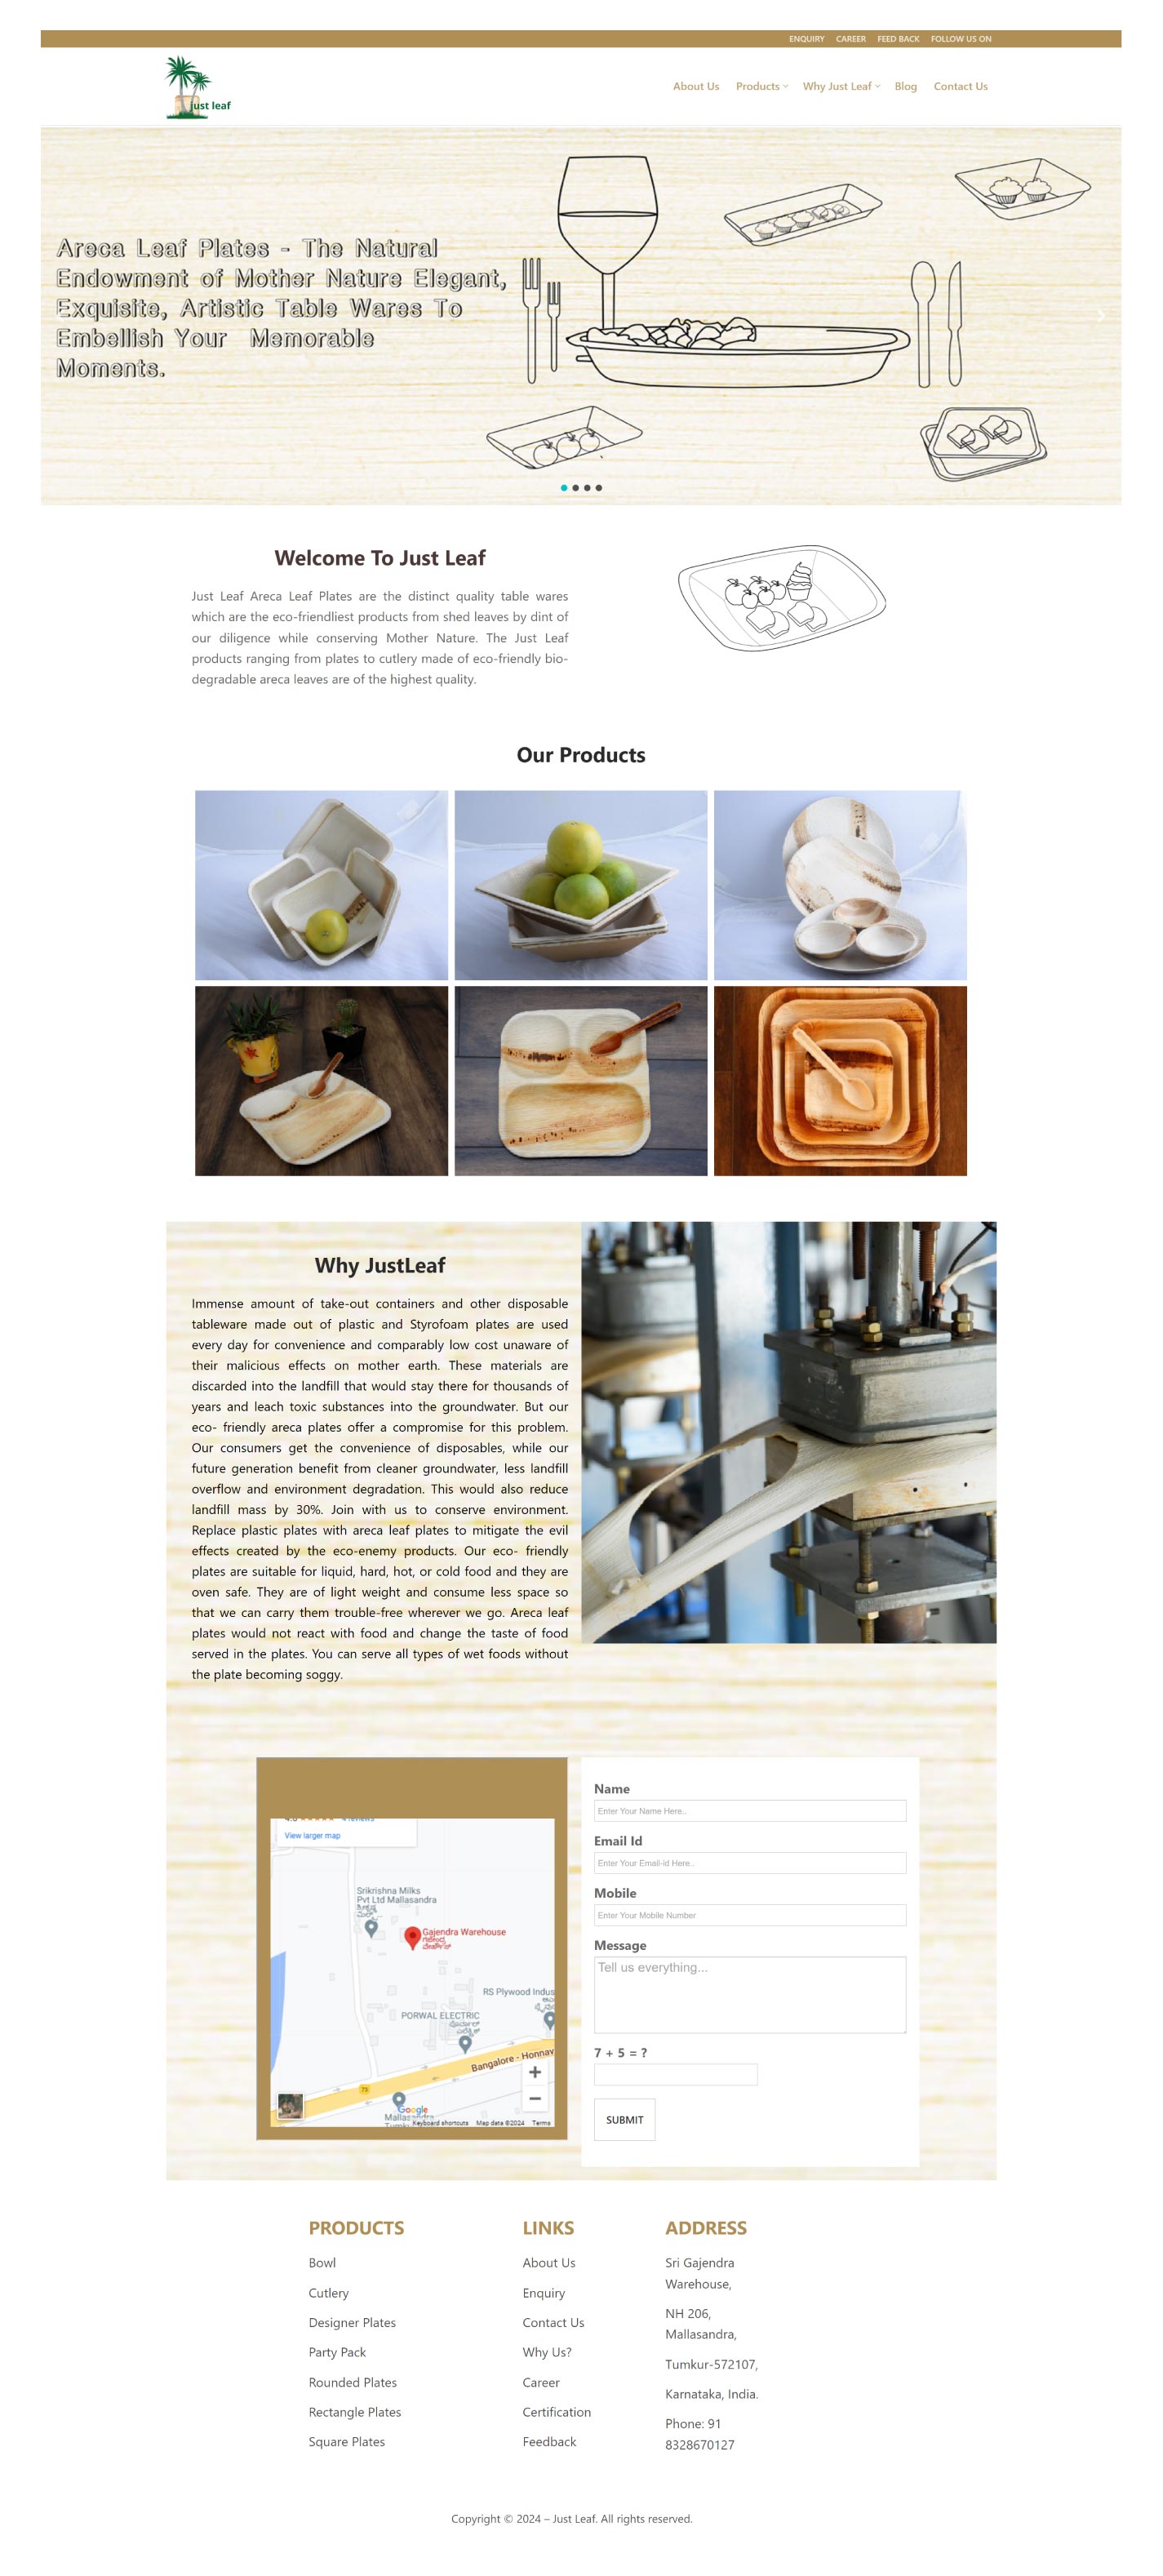 ENQUIRY CAREER FEED BACK FOLLOW US ON
just leaf
About Us Products Why Just Leaf Blog Contact Us
Areca Leaf Plates - The Natural
Endowment of Mother Nature Elegant,
Exquisite, Artistic Table Wares To
Embellish Your Memorable
Moments.
Welcome To Just Leaf
Just Leaf Areca Leaf Plates are the distinct quality table wares
which are the eco-friendliest products from shed leaves by dint of
our diligence while conserving Mother Nature. The Just Leaf
products ranging from plates to cutlery made of eco-friendly bio-
degradable areca leaves are of the highest quality.
Our Products
Why JustLeaf
Immense amount of take-out containers and other disposable
tableware made out of plastic and Styrofoam plates are used
every day for convenience and comparably low cost unaware of
their malicious effects on mother earth. These materials are
discarded into the landfill that would stay there for thousands of
years and leach toxic substances into the groundwater. But our
eco- friendly areca plates offer a compromise for this problem.
Our consumers get the convenience of disposables, while our
future generation benefit from cleaner groundwater, less landfill
overflow and environment degradation. This would also reduce
landfill mass by 30%. Join with us to conserve environment.
Replace plastic plates with areca leaf plates to mitigate the evil
effects created by the eco-enemy products. Our eco- friendly
plates are suitable for liquid, hard, hot, or cold food and they are
oven safe. They are of light weight and consume less space so
that we can carry them trouble-free wherever we go. Areca leaf
plates would not react with food and change the taste of food
served in the plates. You can serve all types of wet foods without
the plate becoming soggy.
View larger map
Srikrishna Milks
Pvt Ltd Mallasandra
Gajendra Warehouse
RS Plywood Indus
PORWAL ELECTRIC
Bangalore - Honnav
73
Google
Keyboard shortcuts Map data ©2024 Terms
Name
Enter Your Name Here..
Email Id
Enter Your Email-id Here..
Mobile
Enter Your Mobile Number
Message
Tell us everything...
7 + 5 = ?
SUBMIT
PRODUCTS
Bowl
Cutlery
Designer Plates
Party Pack
Rounded Plates
Rectangle Plates
Square Plates
LINKS
About Us
Enquiry
Contact Us
Why Us?
Career
Certification
Feedback
ADDRESS
Sri Gajendra
Warehouse,
NH 206,
Mallasandra,
Tumkur-572107,
Karnataka, India.
Phone: 91
8328670127
Copyright © 2024 – Just Leaf. All rights reserved.